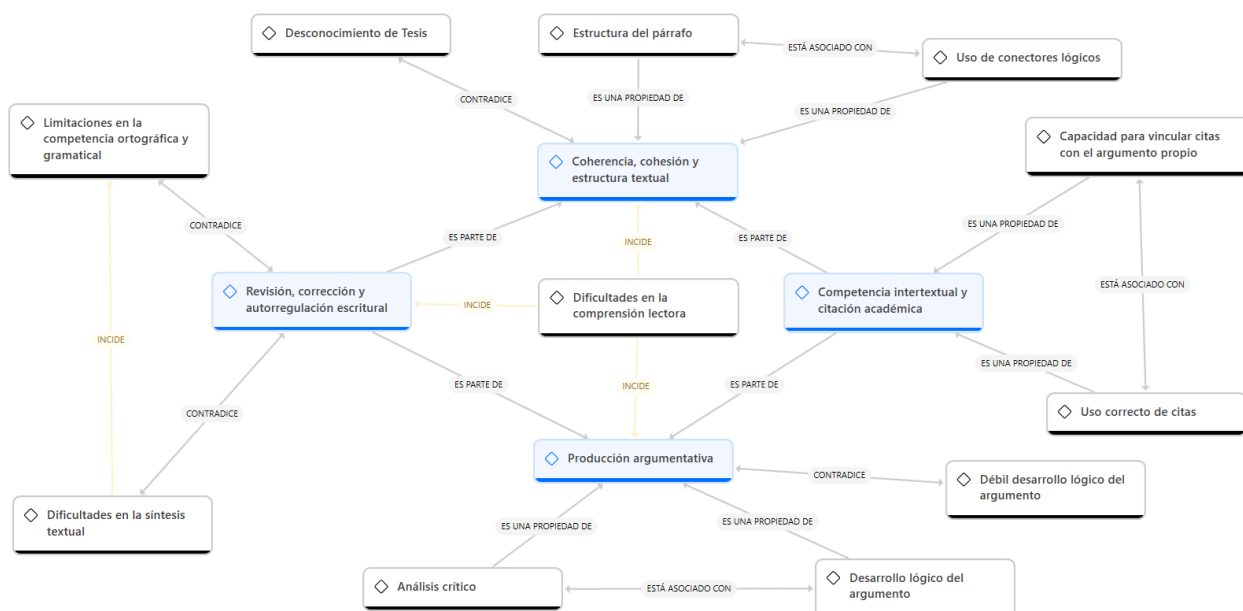 Desconocimiento de Tesis
Estructura del párrafo
ESTÁ ASOCIADO CON
Uso de conectores lógicos
CONTRADICE
ES UNA PROPIEDAD DE
ES UNA PROPIEDAD DE
Limitaciones en la
competencia ortográfica y
gramatical
Capacidad para vincular citas
con el argumento propio
Coherencia, cohesión y
estructura textual
CONTRADICE
ES PARTE DE
INCIDE
ES PARTE DE
ES UNA PROPIEDAD DE
ESTÁ ASOCIADO CON
Revisión, corrección y
autorregulación escritural
INCIDE
Dificultades en la
comprensión lectora
Competencia intertextual y
citación académica
INCIDE
ES UNA PROPIEDAD DE
ES PARTE DE
INCIDE
ES PARTE DE
CONTRADICE
Uso correcto de citas
Producción argumentativa
CONTRADICE
Débil desarrollo lógico del
argumento
Dificultades en la síntesis
textual
ES UNA PROPIEDAD DE
ES UNA PROPIEDAD DE
Análisis crítico
ESTÁ ASOCIADO CON
Desarrollo lógico del
argumento